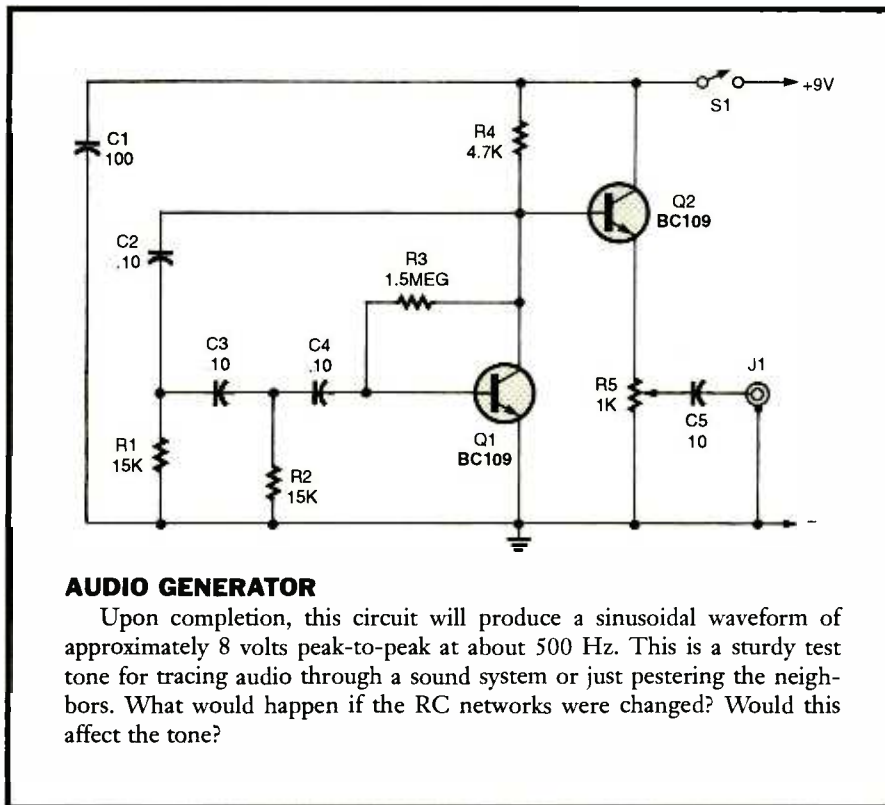 +9V
S1
C1
100
R4
4.7K
Q2
BC109
C2
.10
R3
1.5MEG
C3
10
C4
.10
J1
R5
1K
C5
10
Q1
BC109
R1
15K
R2
15K
–
AUDIO GENERATOR
Upon completion, this circuit will produce a sinusoidal waveform of
approximately 8 volts peak-to-peak at about 500 Hz. This is a sturdy test
tone for tracing audio through a sound system or just pestering the neigh-
bors. What would happen if the RC networks were changed? Would this
affect the tone?